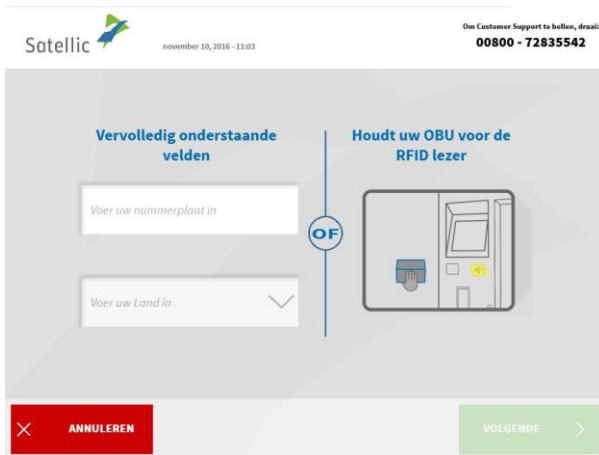 Satellic
november 10, 2016 - 11:03
Om Customer Support te bellen, draai:
00800 - 72835542
Vervolledig onderstaande
velden
Voer uw nummerplaat in
Voer uw Land in
OF
Houdt uw OBU voor de
RFID lezer
ANNULEREN
VOLGENDE